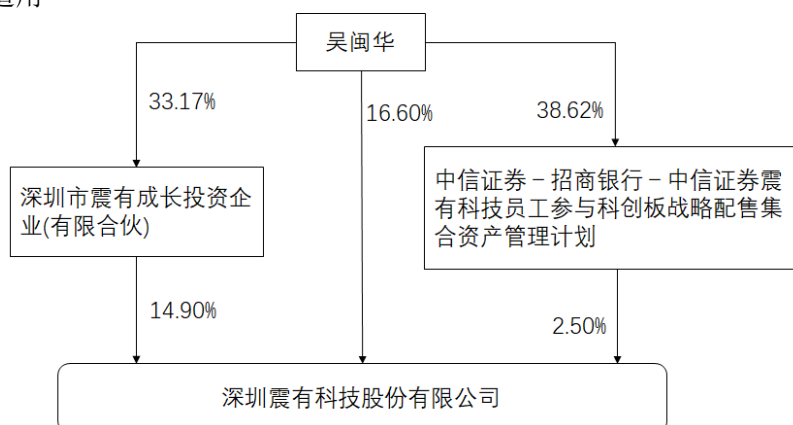 适用
吴闽华
33.17%
16.60%
38.62%
深圳市震有成长投资企
业(有限合伙)
中信证券－招商银行－中信证券震
有科技员工参与科创板战略配售集
合资产管理计划
14.90%
2.50%
深圳震有科技股份有限公司